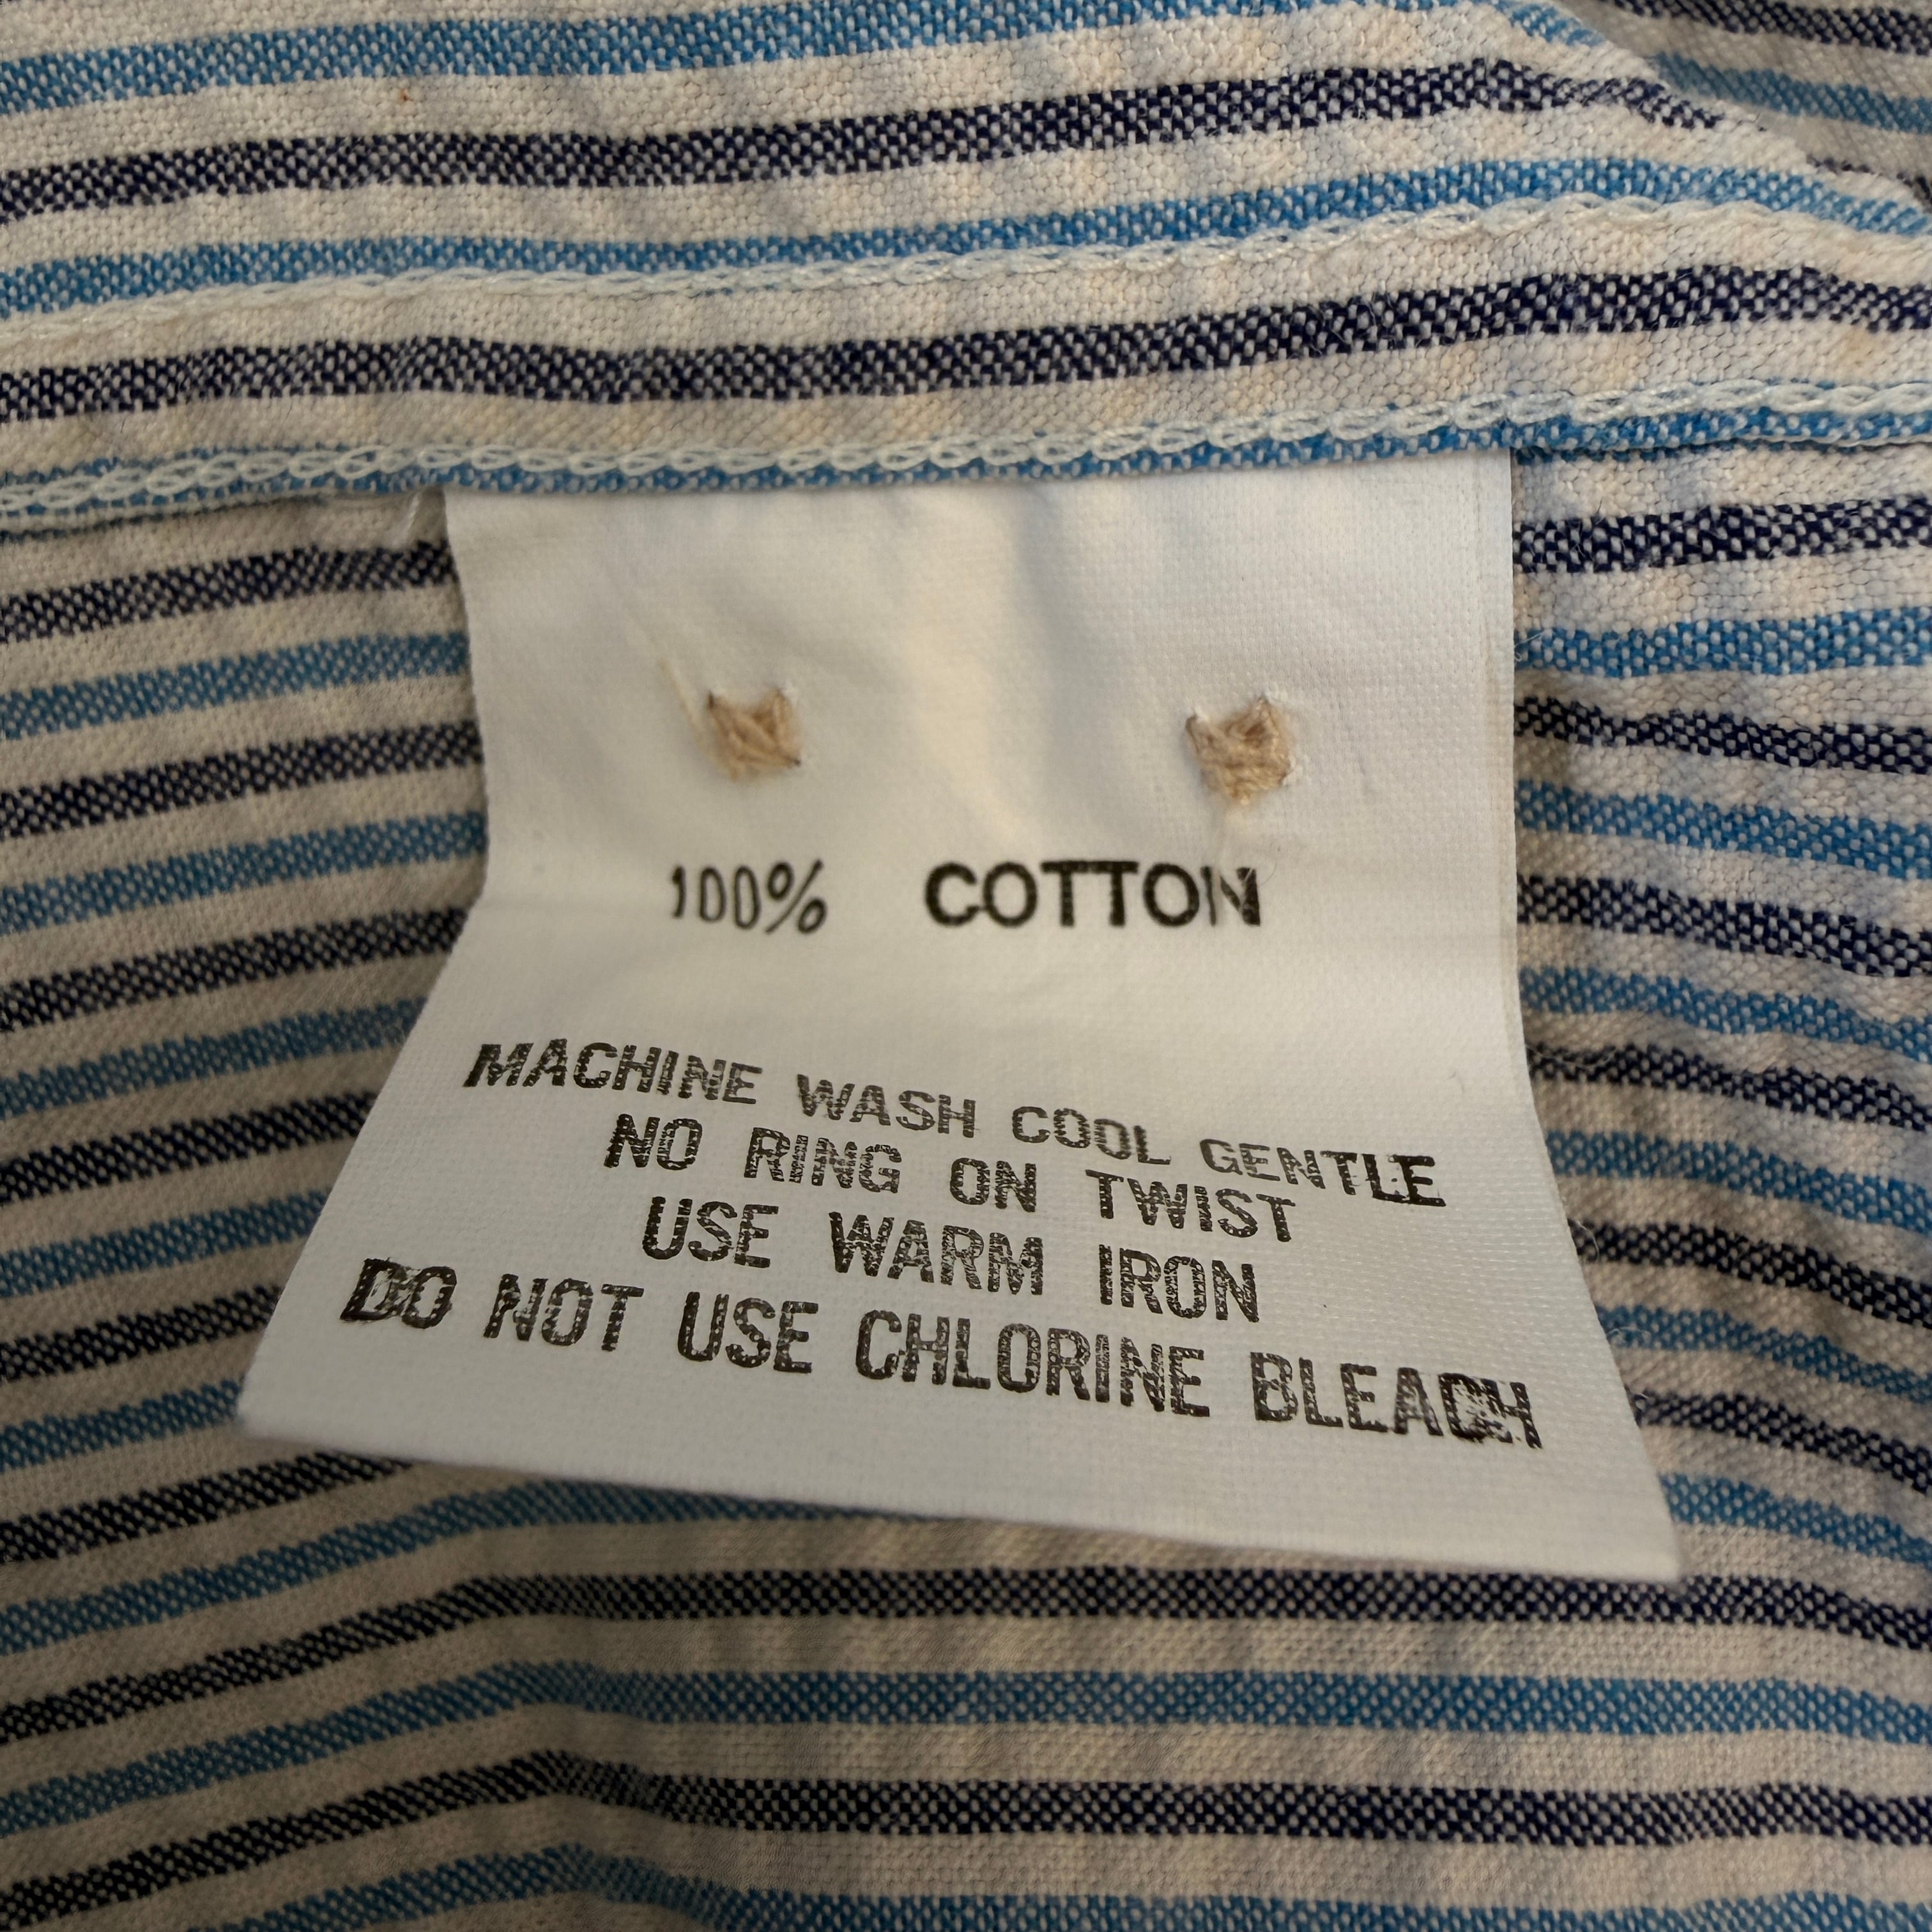 100% COTTON
MACHINE WASH COOL GENTLE
NO RING ON TWIST
USE WARM IRON
DO NOT USE CHLORINE BLEACH